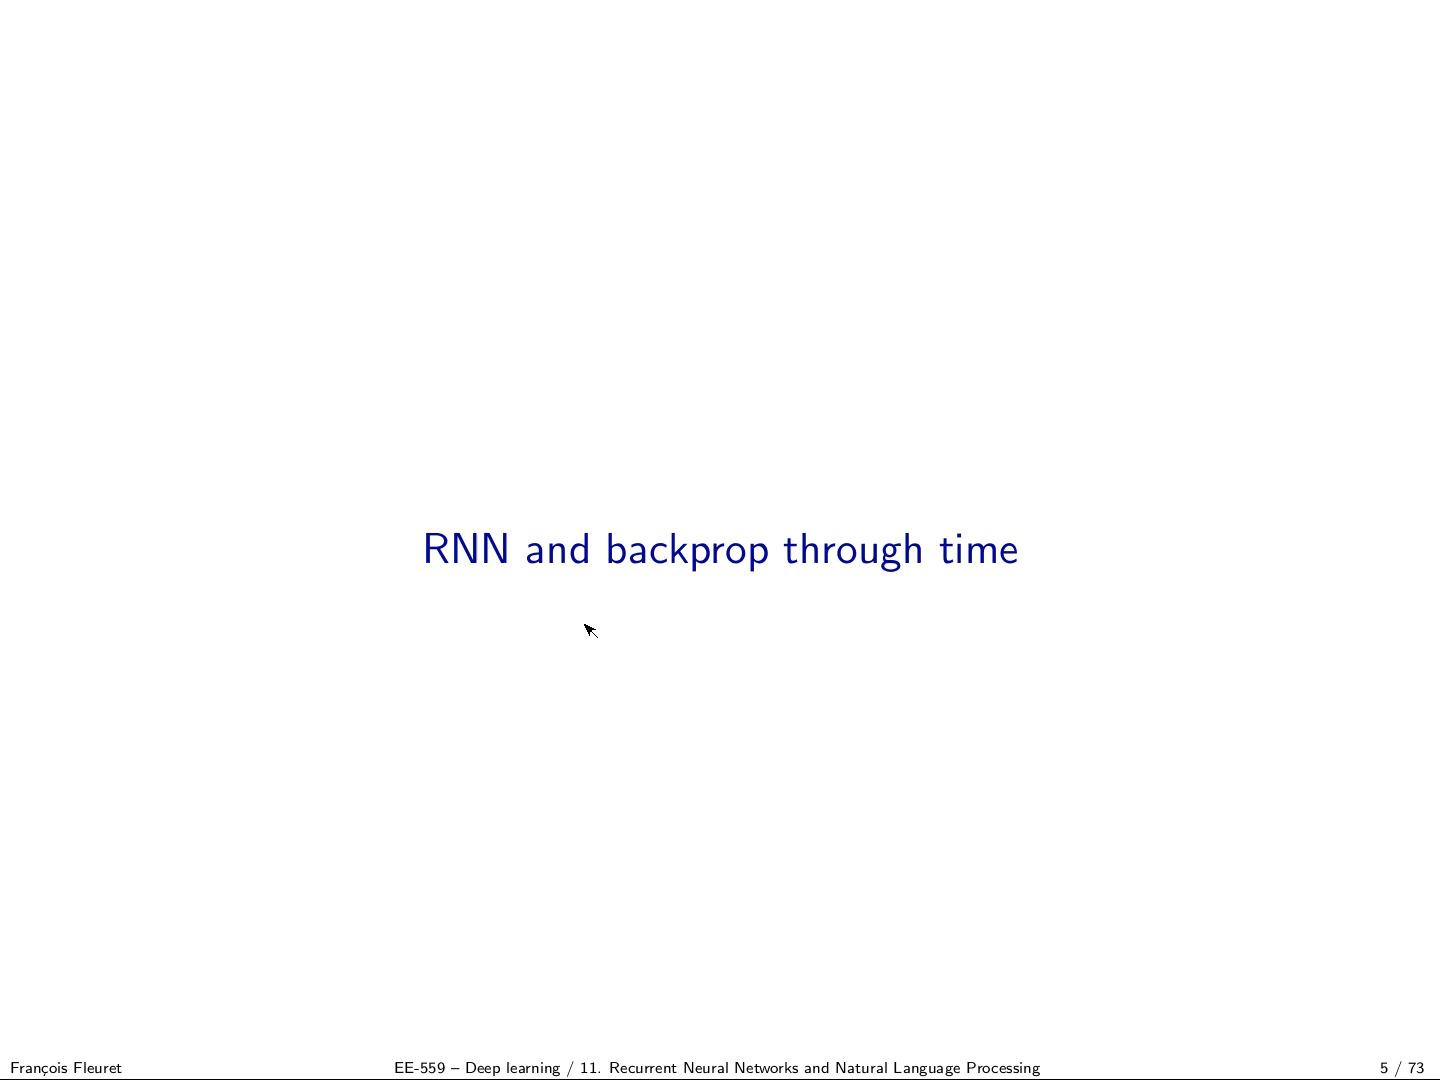 RNN and backprop through time
François Fleuret
EE-559 – Deep learning / 11. Recurrent Neural Networks and Natural Language Processing
5 / 73